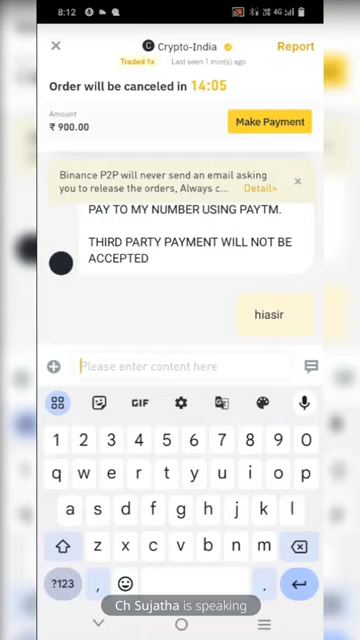 8:12
Crypto-India
Report
Traded 1x
Last seen 1 min(s) ago
Order will be canceled in 14:05
Amount
₹ 900.00
Make Payment
Binance P2P will never send an email asking
you to release the orders, Always c... Detail>
PAY TO MY NUMBER USING PAYTM.
THIRD PARTY PAYMENT WILL NOT BE
ACCEPTED
hiasir
Please enter content here
GIF
1 2 3 4 5 6 7 8 9 0
q w e r t y u i o p
a s d f g h j k l
z x c v b n m
?123 , .
Ch Sujatha is speaking